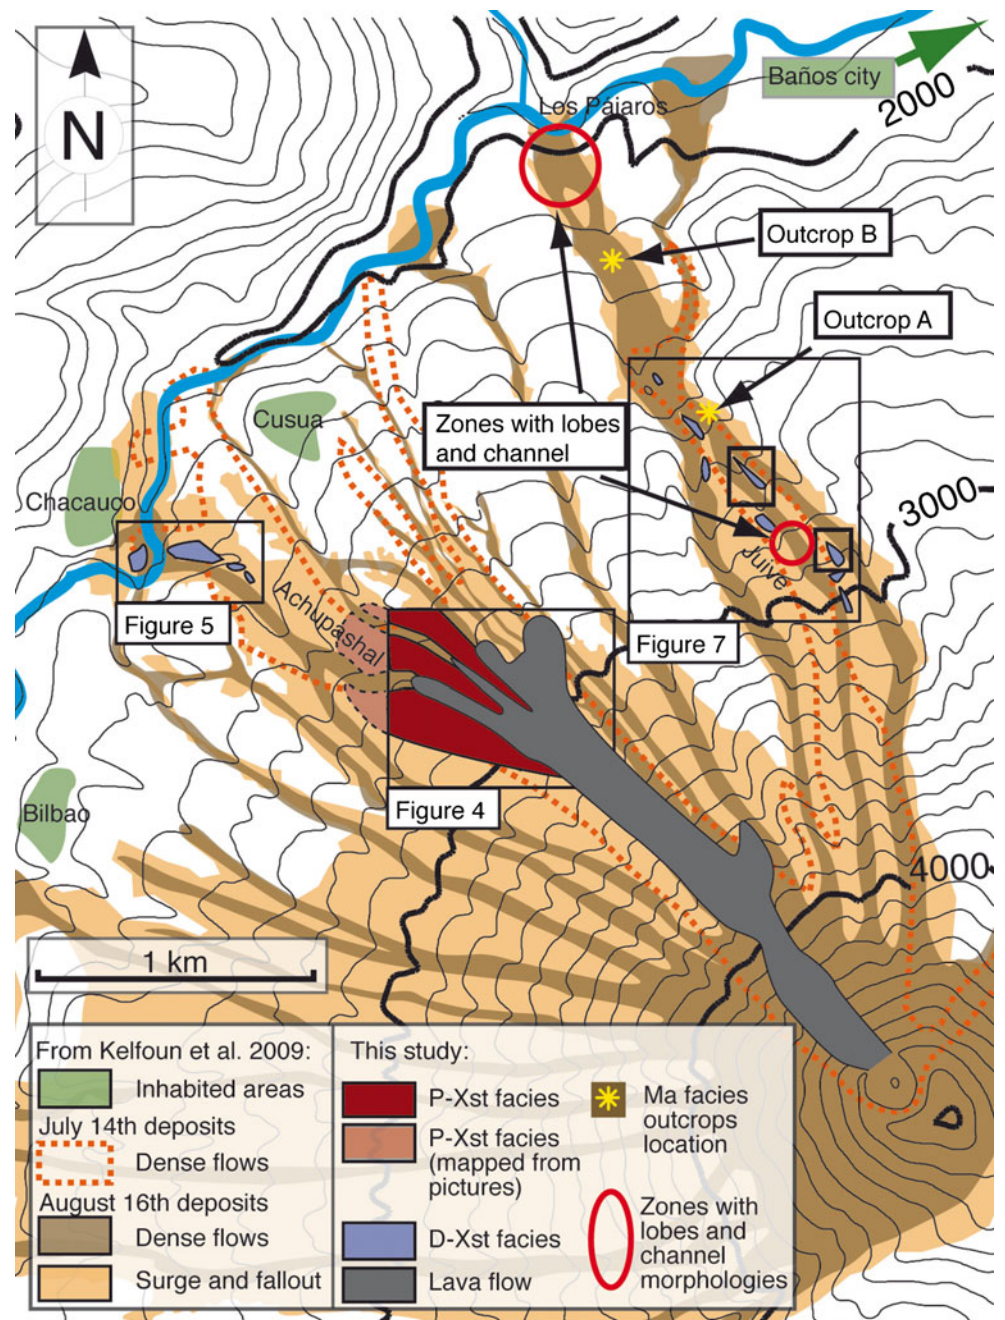 N
Baños city
2000
Los Pájaros
Outcrop B
Outcrop A
Cusua
Zones with lobes
and channel
Chacauco
3000
Juive
Figure 5
Achupashal
Figure 7
Bilbao
Figure 4
4000
1 km
From Kelfoun et al. 2009:
Inhabited areas
July 14th deposits
Dense flows
August 16th deposits
Dense flows
Surge and fallout
This study:
P-Xst facies
P-Xst facies
(mapped from
pictures)
D-Xst facies
Lava flow
Ma facies
outcrops
location
Zones with
lobes and
channel
morphologies